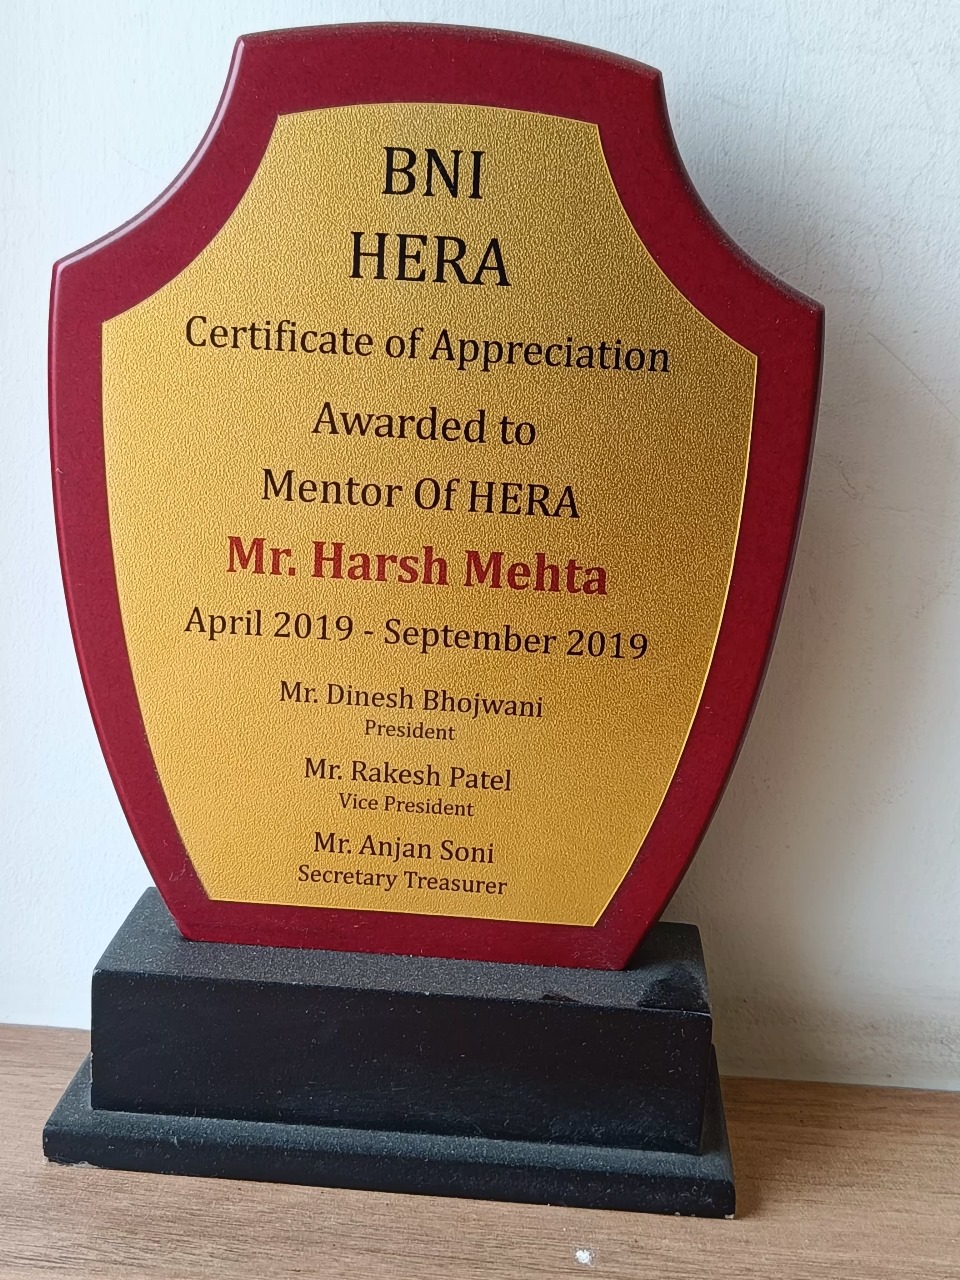 BNI
HERA
Certificate of Appreciation
Awarded to
Mentor Of HERA
Mr. Harsh Mehta
April 2019 - September 2019
Mr. Dinesh Bhojwani
President
Mr. Rakesh Patel
Vice President
Mr. Anjan Soni
Secretary Treasurer